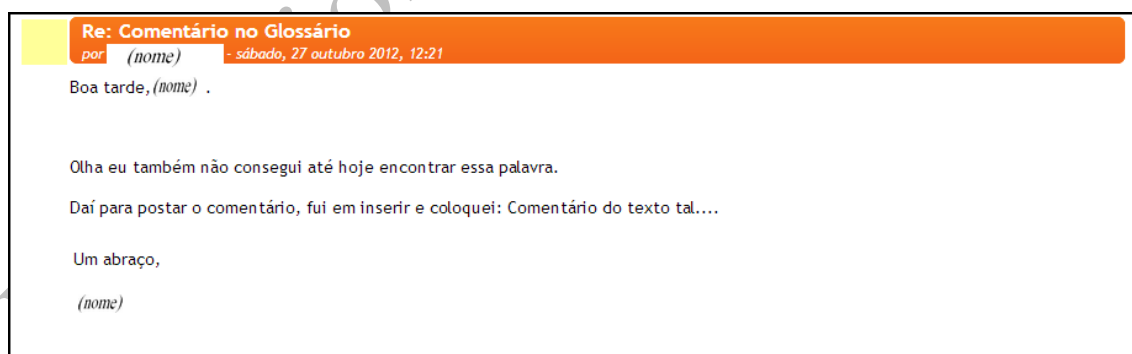 Re: Comentário no Glossário
por (nome) - sábado, 27 outubro 2012, 12:21
Boa tarde,(nome) .
Olha eu também não consegui até hoje encontrar essa palavra.
Daí para postar o comentário, fui em inserir e coloquei: Comentário do texto tal....
Um abraço,
(nome)